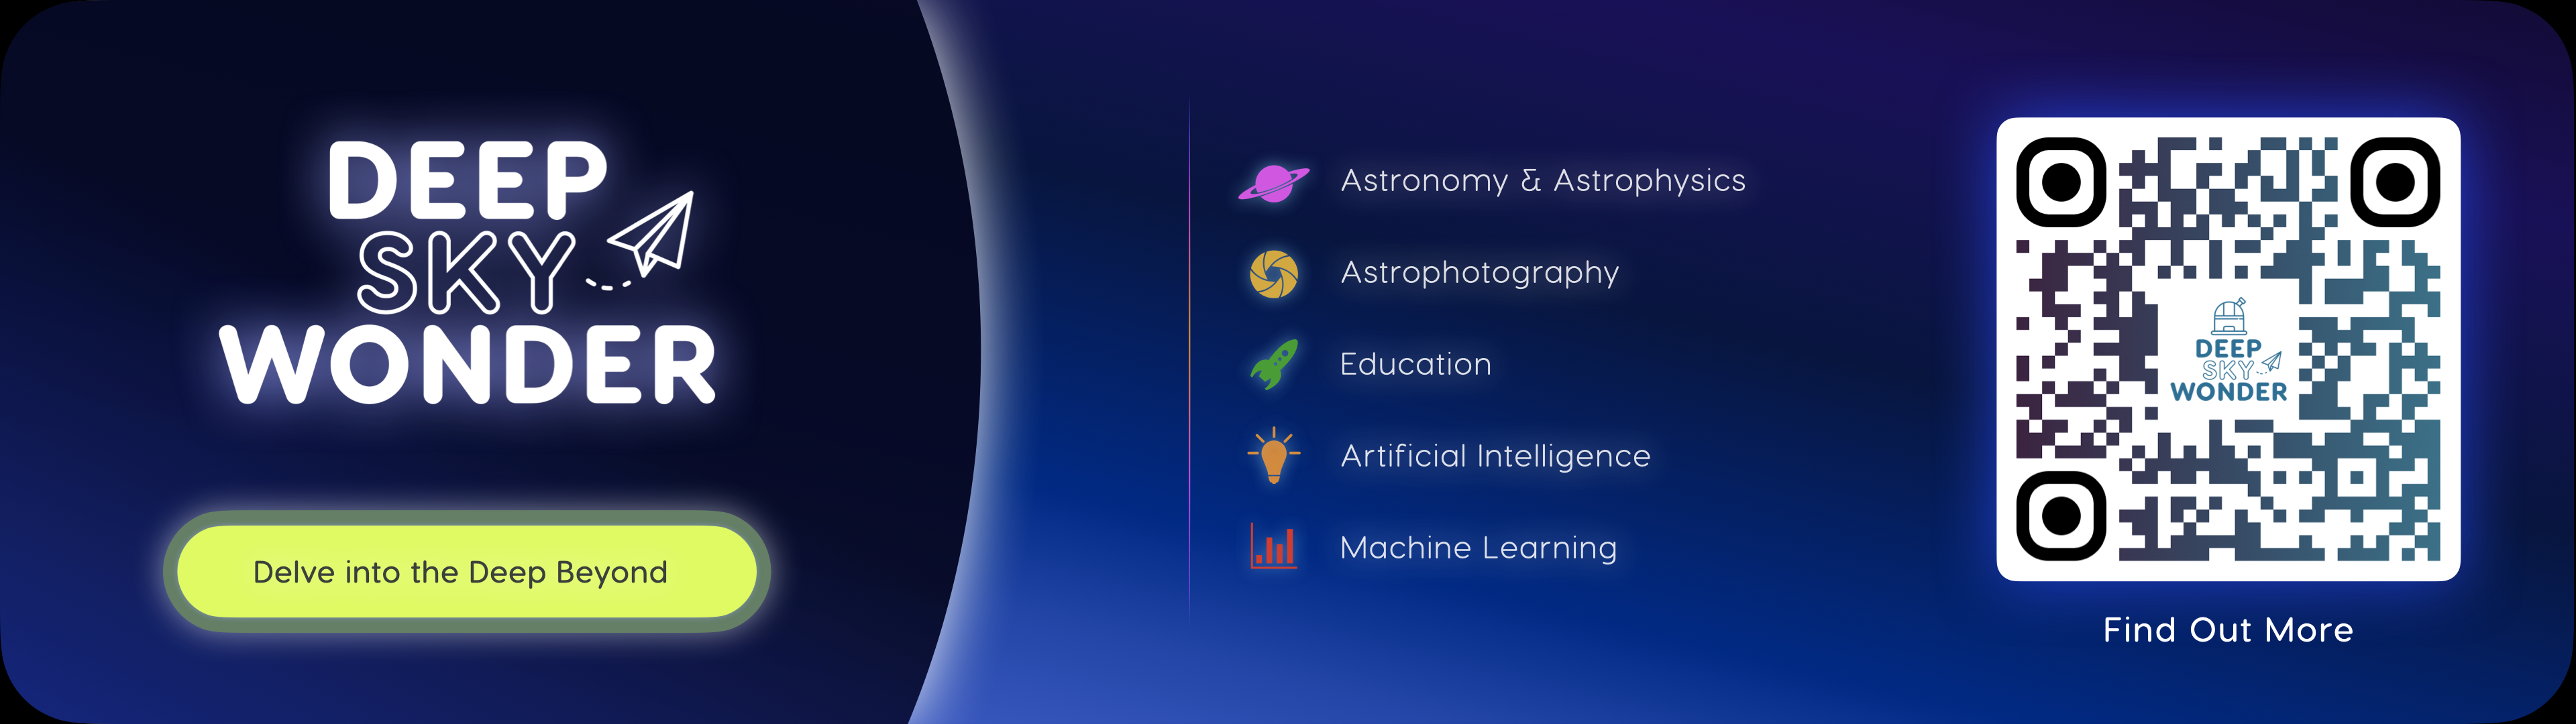 DEEP
SKY
WONDER
Delve into the Deep Beyond
Astronomy & Astrophysics
Astrophotography
Education
Artificial Intelligence
Machine Learning
DEEP
SKY
WONDER
Find Out More